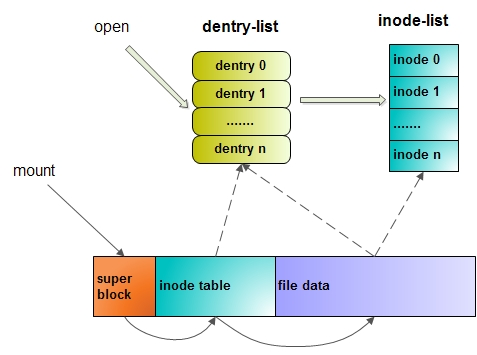 open
dentry-list
inode-list
dentry 0
dentry 1
.......
dentry n
inode 0
inode 1
.......
inode n
mount
super
block
inode table
file data